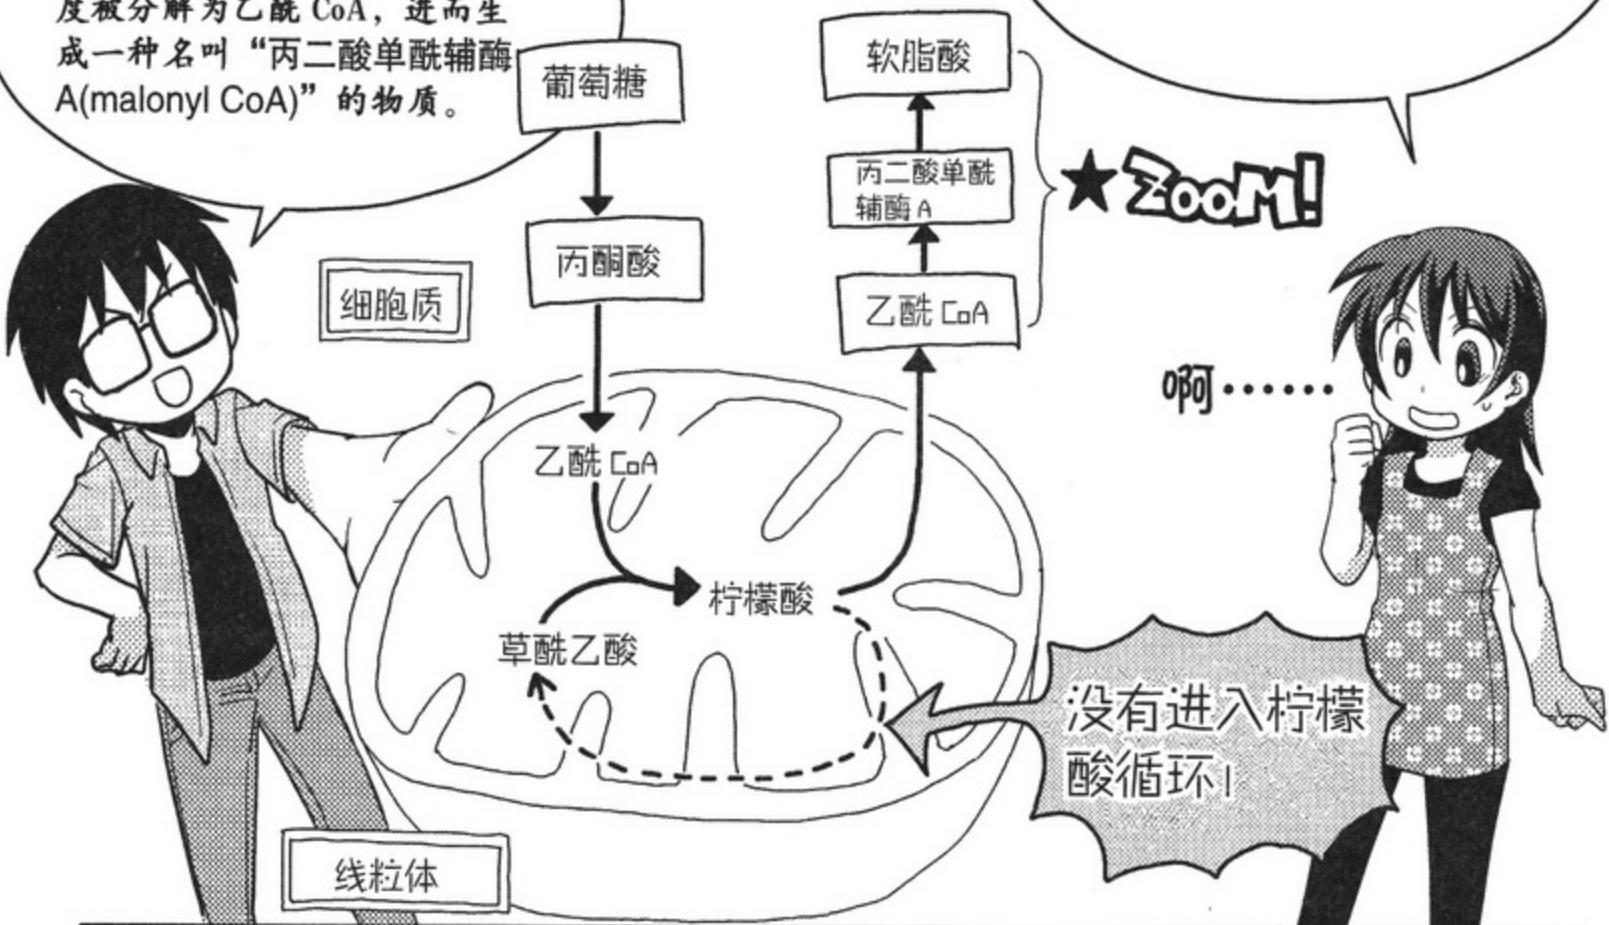 度被分解为乙酰 CoA，进而生
成一种名叫“丙二酸单酰辅酶
A(malonyl CoA)”的物质。
葡萄糖
丙酮酸
细胞质
乙酰 CoA
草酰乙酸
柠檬酸
软脂酸
丙二酸单酰
辅酶 A
乙酰 CoA
★ZOOM!
啊······
没有进入柠檬
酸循环!
线粒体